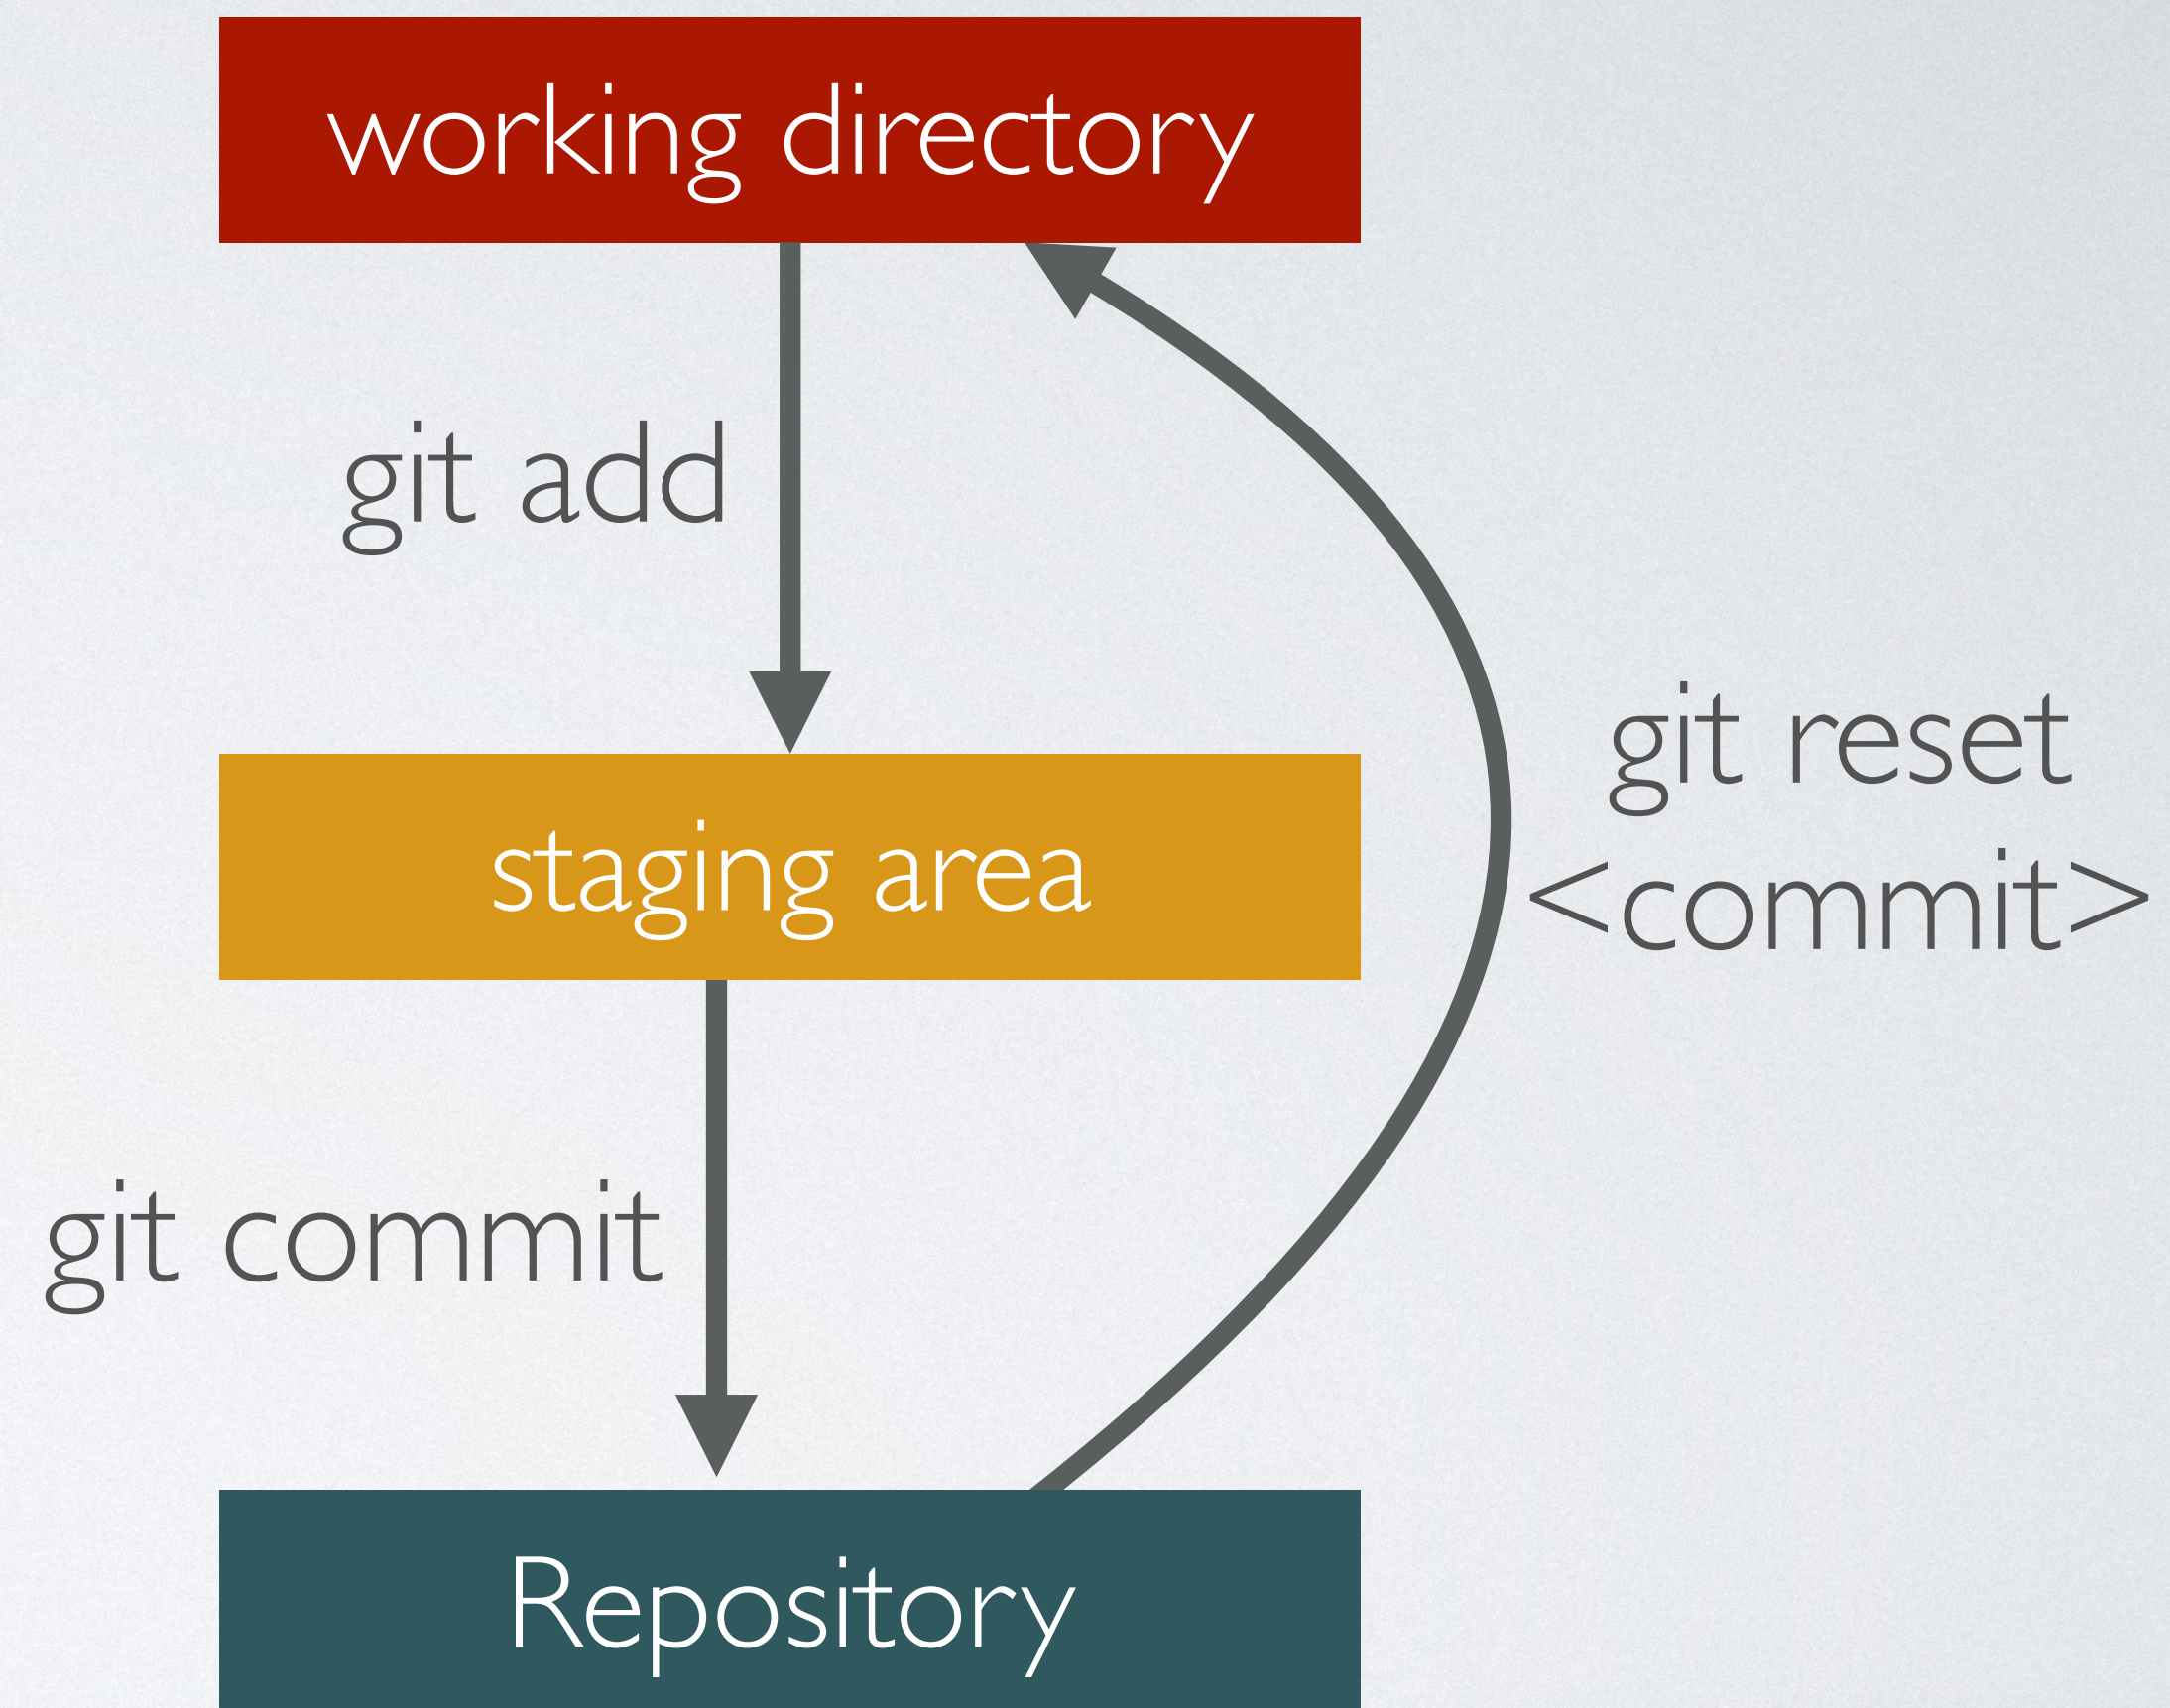 working directory
git add
git reset
<commit>
staging area
git commit
Repository